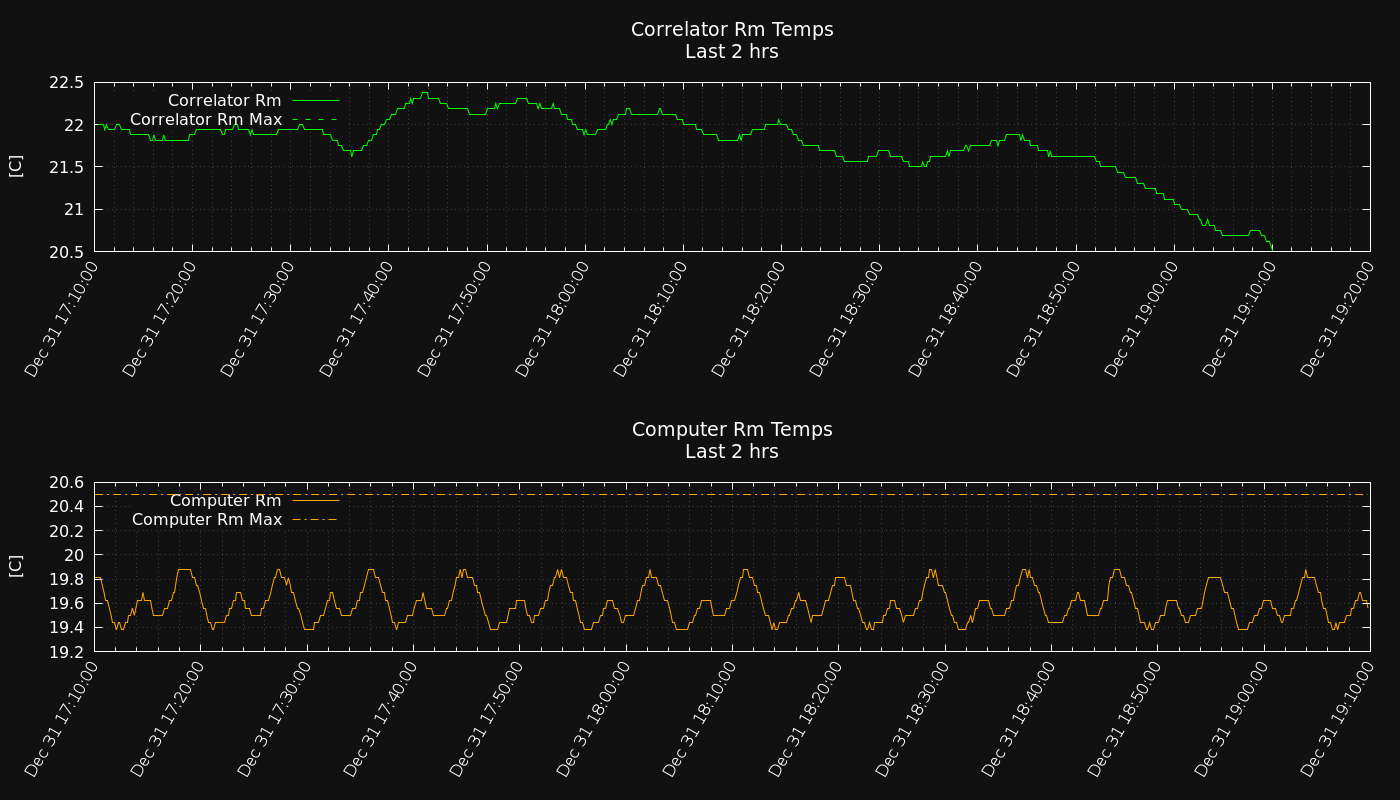 Correlator Rm Temps
Last 2 hrs
22.5
22
21.5
21
20.5
[C]
Correlator Rm
Correlator Rm Max
Dec 31 17:10:00
Dec 31 17:20:00
Dec 31 17:30:00
Dec 31 17:40:00
Dec 31 17:50:00
Dec 31 18:00:00
Dec 31 18:10:00
Dec 31 18:20:00
Dec 31 18:30:00
Dec 31 18:40:00
Dec 31 18:50:00
Dec 31 19:00:00
Dec 31 19:10:00
Dec 31 19:20:00
Computer Rm Temps
Last 2 hrs
20.6
20.4
20.2
20
19.8
19.6
19.4
19.2
[C]
Computer Rm
Computer Rm Max
Dec 31 17:10:00
Dec 31 17:20:00
Dec 31 17:30:00
Dec 31 17:40:00
Dec 31 17:50:00
Dec 31 18:00:00
Dec 31 18:10:00
Dec 31 18:20:00
Dec 31 18:30:00
Dec 31 18:40:00
Dec 31 18:50:00
Dec 31 19:00:00
Dec 31 19:10:00